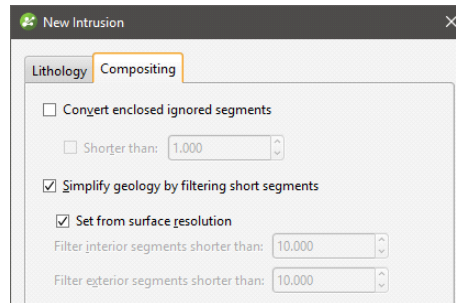 New Intrusion
Lithology Compositing
Convert enclosed ignored segments
Shorter than: 1.000
Simplify geology by filtering short segments
Set from surface resolution
Filter interior segments shorter than: 10.000
Filter exterior segments shorter than: 10.000